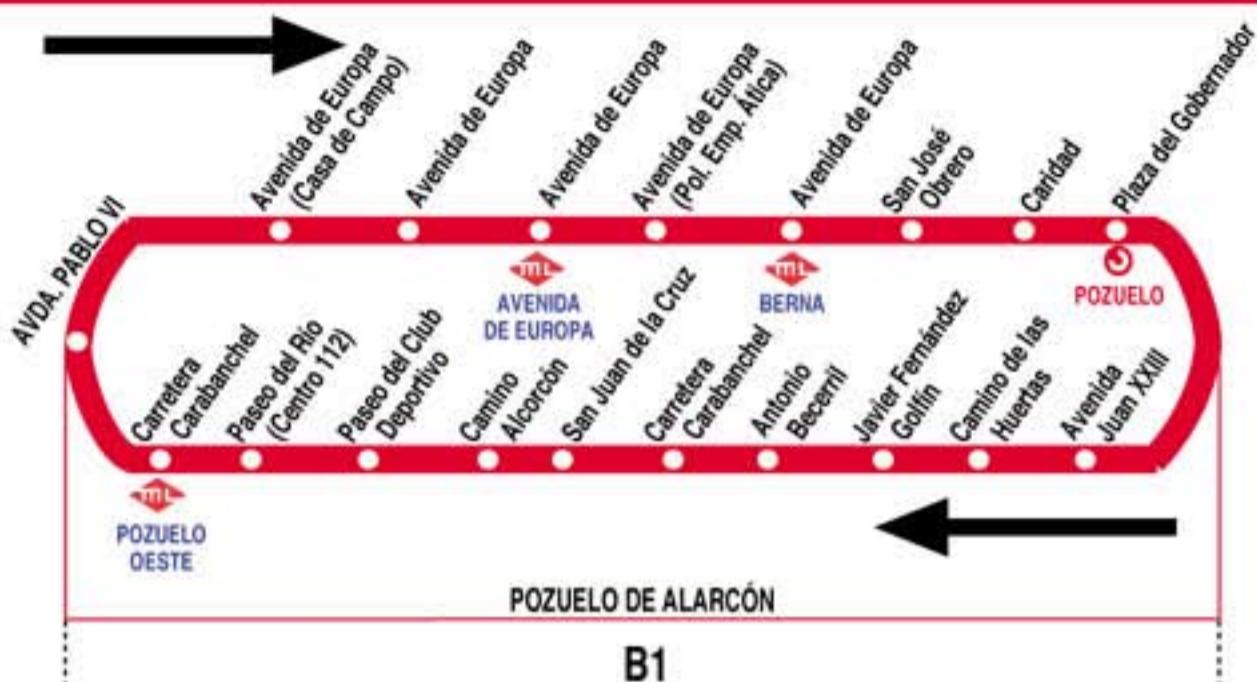 Avenida de Europa
(Casa de Campo)
Avenida de Europa
Avenida de Europa
Avenida de Europa
(Pol. Emp. Ática)
Avenida de Europa
San José
Obrero
Caridad
Plaza del Gobernador
AVDA. PABLO VI
ML
AVENIDA
DE EUROPA
ML
BERNA
POZUELO
Carretera
Carabanchel
Paseo del Río
(Centro 112)
Paseo del Club
Deportivo
Camino
Alcorcón
San Juan de la Cruz
Carretera
Carabanchel
Antonio
Becerril
Javier Fernández
Golfín
Camino de las
Huertas
Avenida
Juan XXIII
ML
POZUELO
OESTE
POZUELO DE ALARCÓN
B1